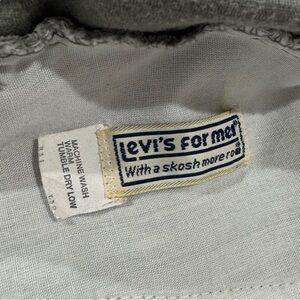 MACHINE WASH
WARM
TUMBLE DRY LOW
Levi's for men
With a skosh more room